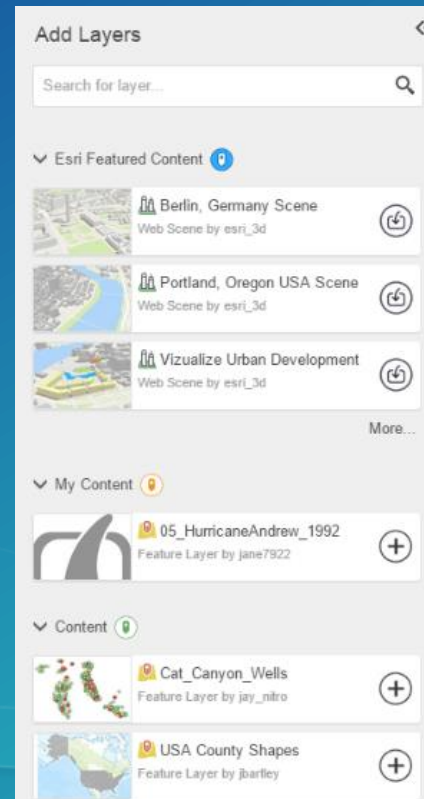 Add Layers
Search for layer...
Esri Featured Content
Berlin, Germany Scene
Web Scene by esri_3d
Portland, Oregon USA Scene
Web Scene by esri_3d
Vizualize Urban Development
Web Scene by esri_3d
More...
My Content
05_HurricaneAndrew_1992
Feature Layer by jane7922
Content
Cat_Canyon_Wells
Feature Layer by jay_nitro
USA County Shapes
Feature Layer by jbartley